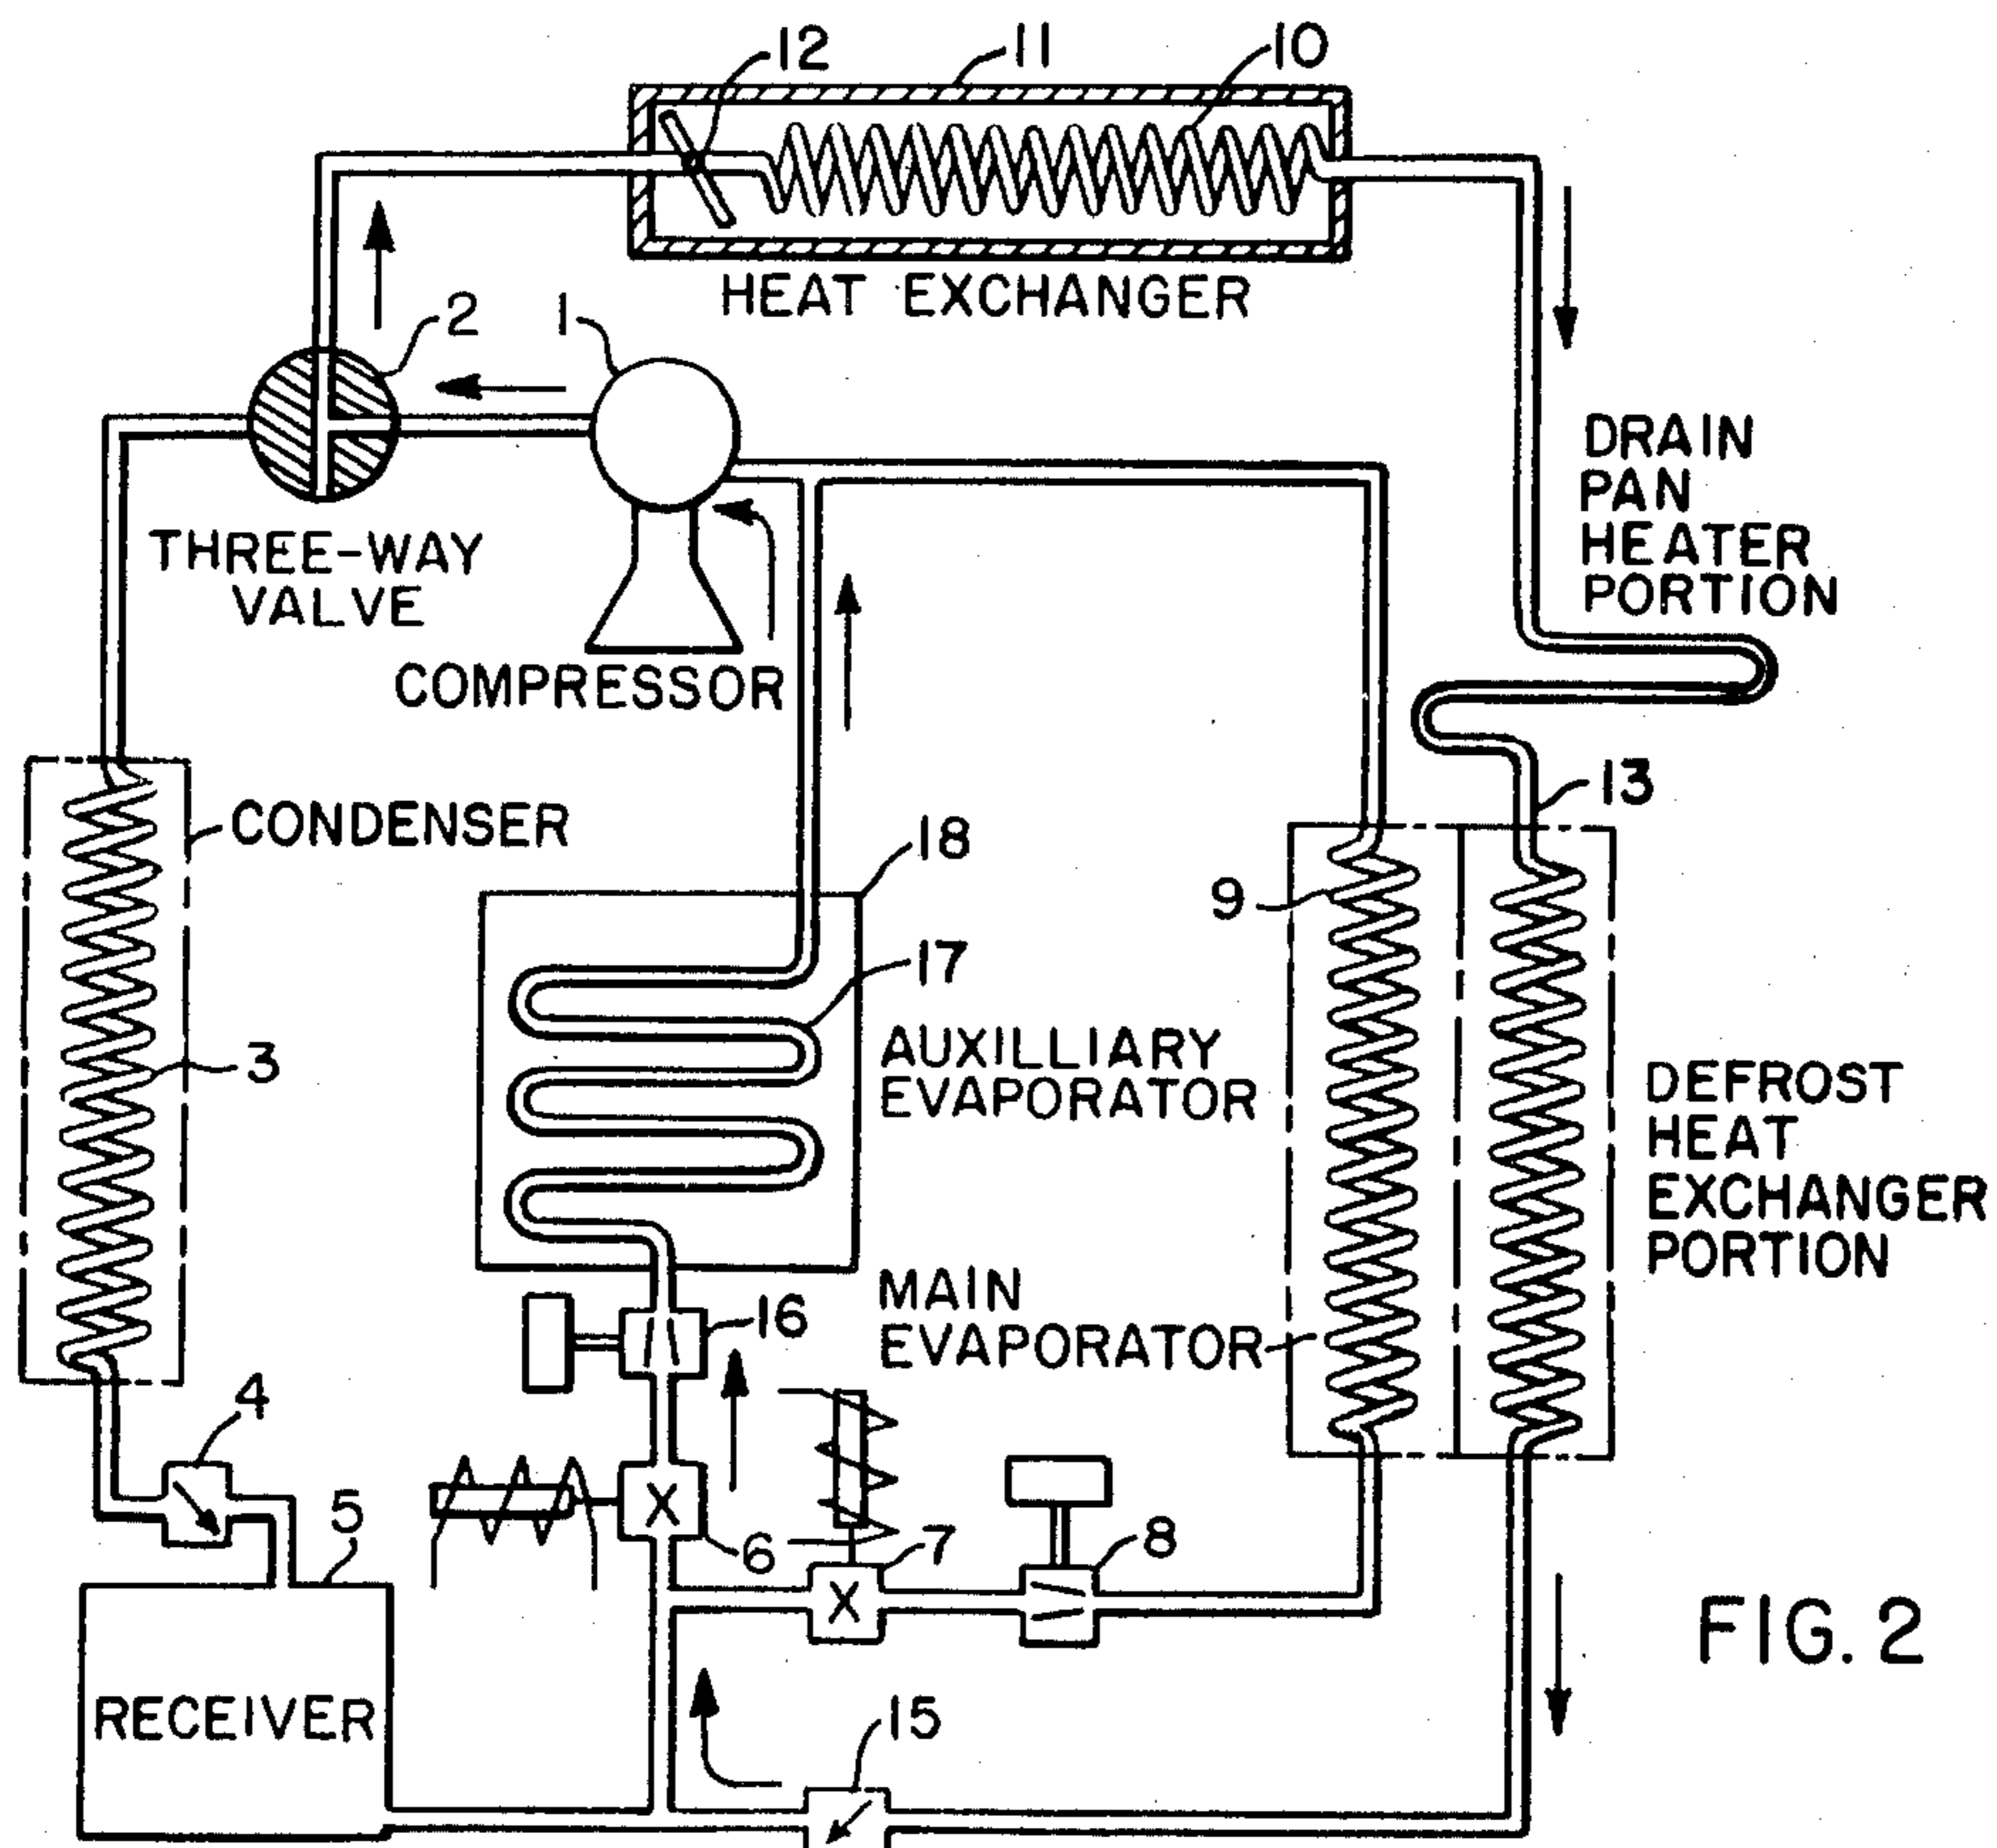 12
11
10
HEAT EXCHANGER
2
1
DRAIN
PAN
HEATER
PORTION
THREE-WAY
VALVE
COMPRESSOR
13
CONDENSER
18
9
17
AUXILLIARY
EVAPORATOR
3
DEFROST
HEAT
EXCHANGER
PORTION
MAIN
EVAPORATOR
16
4
5
X
6
7
8
X
FIG. 2
RECEIVER
15